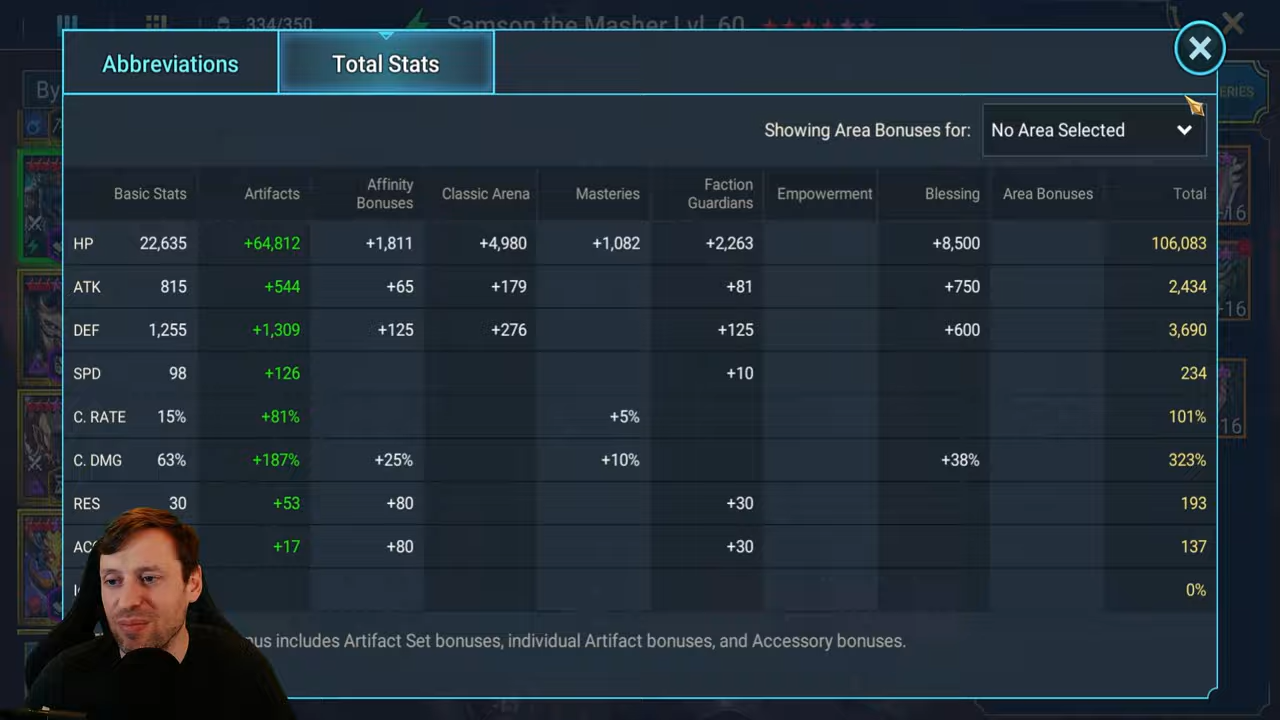 334/350 Samson the Masher Lvl. 60
Abbreviations Total Stats
By
Showing Area Bonuses for: No Area Selected
Basic Stats Artifacts Affinity Bonuses Classic Arena Masteries Faction Guardians Empowerment Blessing Area Bonuses Total
HP 22,635 +64,812 +1,811 +4,980 +1,082 +2,263 +8,500 106,083
ATK 815 +544 +65 +179 +81 +750 2,434
DEF 1,255 +1,309 +125 +276 +125 +600 3,690
SPD 98 +126 +10 234
C. RATE 15% +81% +5% 101%
C. DMG 63% +187% +25% +10% +38% 323%
RES 30 +53 +80 +30 193
+17 +80 +30 137
0%
includes Artifact Set bonuses, individual Artifact bonuses, and Accessory bonuses.